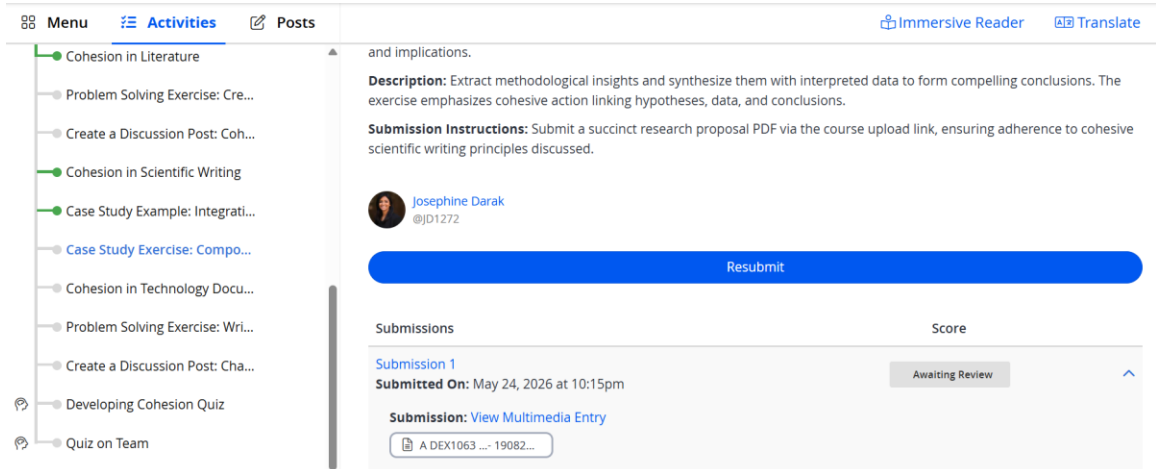 Menu
Activities
Posts
Immersive Reader
Translate
Cohesion in Literature
Problem Solving Exercise: Cre...
Create a Discussion Post: Coh...
Cohesion in Scientific Writing
Case Study Example: Integrati...
Case Study Exercise: Compo...
Cohesion in Technology Docu...
Problem Solving Exercise: Wri...
Create a Discussion Post: Cha...
Developing Cohesion Quiz
Quiz on Team
and implications.
Description: Extract methodological insights and synthesize them with interpreted data to form compelling conclusions. The
exercise emphasizes cohesive action linking hypotheses, data, and conclusions.
Submission Instructions: Submit a succinct research proposal PDF via the course upload link, ensuring adherence to cohesive
scientific writing principles discussed.
Josephine Darak
@JD1272
Resubmit
Submissions
Score
Submission 1
Submitted On: May 24, 2026 at 10:15pm
Awaiting Review
Submission: View Multimedia Entry
A DEX1063 ...- 19082...